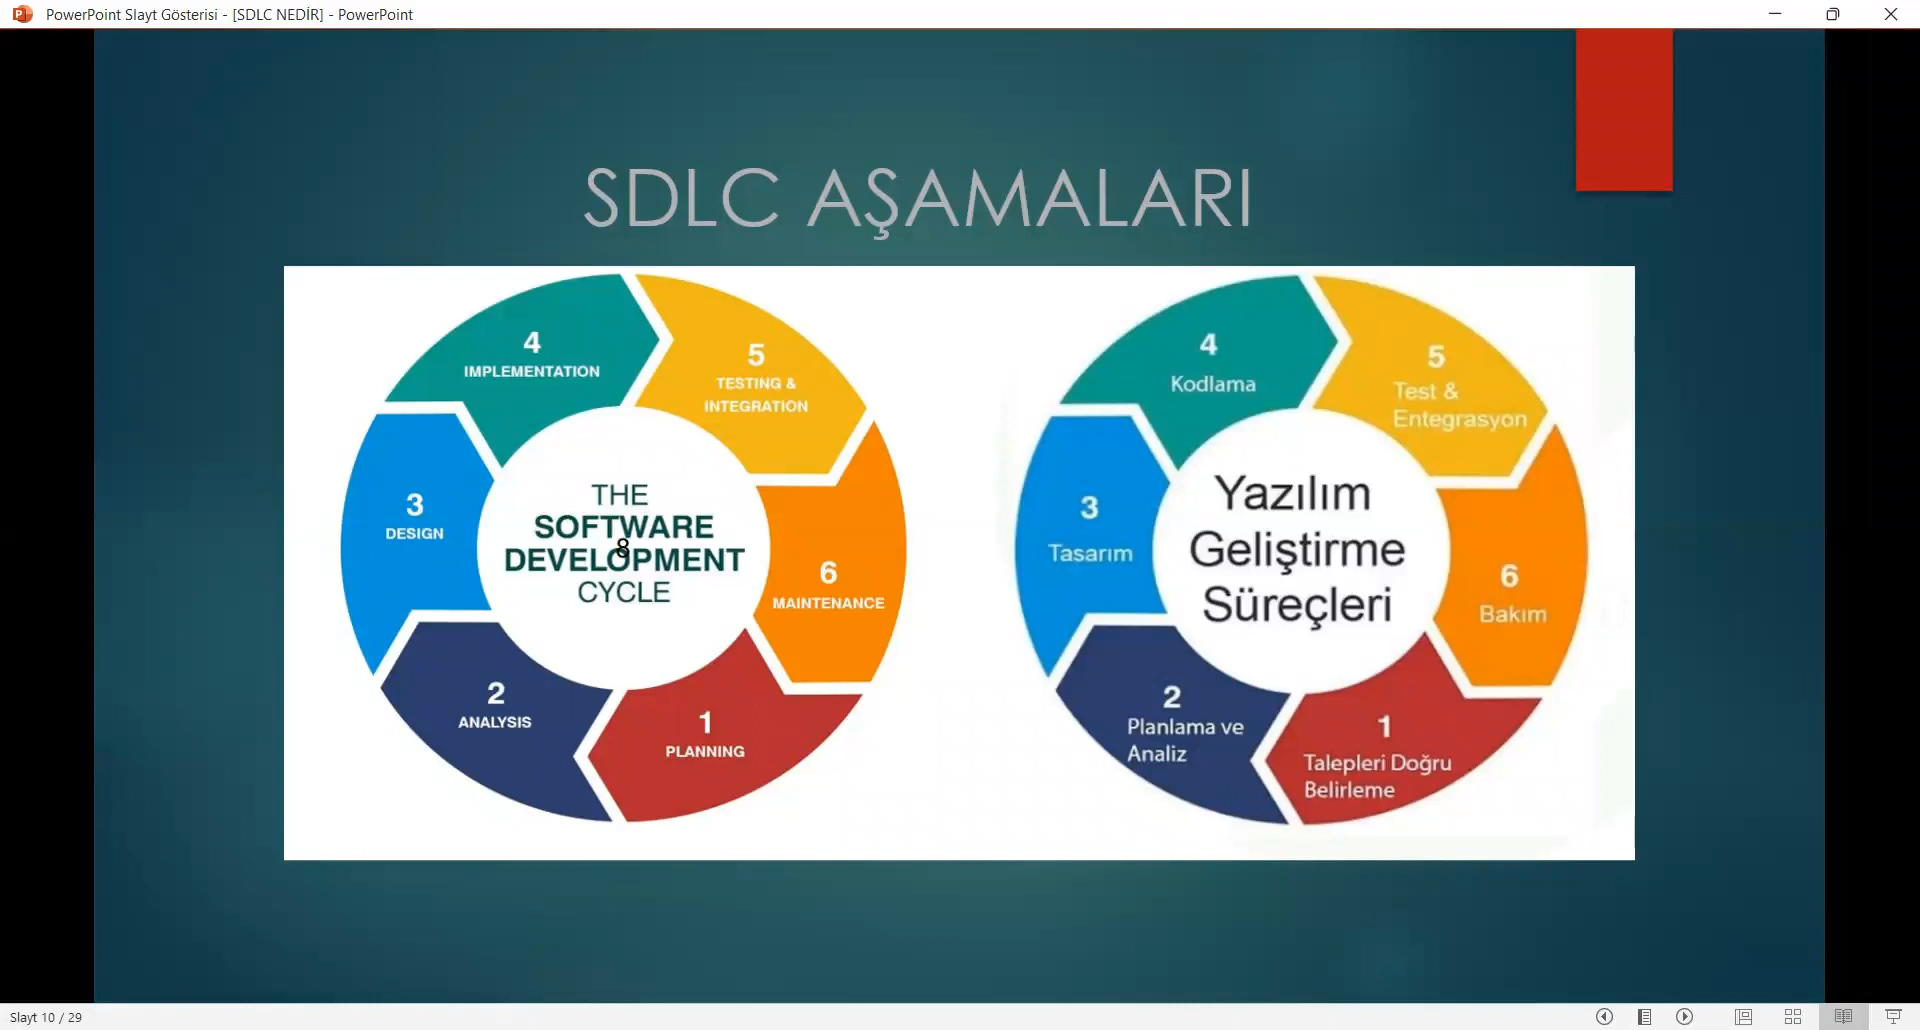 PowerPoint Slayt Gösterisi - [SDLC NEDİR] - PowerPoint
SDLC AŞAMALARI
4
IMPLEMENTATION
5
TESTING &
INTEGRATION
3
DESIGN
THE
SOFTWARE
DEVELOPMENT
CYCLE
8
6
MAINTENANCE
2
ANALYSIS
1
PLANNING
4
Kodlama
5
Test &
Entegrasyon
3
Tasarım
Yazılım
Geliştirme
Süreçleri
6
Bakım
2
Planlama ve
Analiz
1
Talepleri Doğru
Belirleme
Slayt 10 / 29